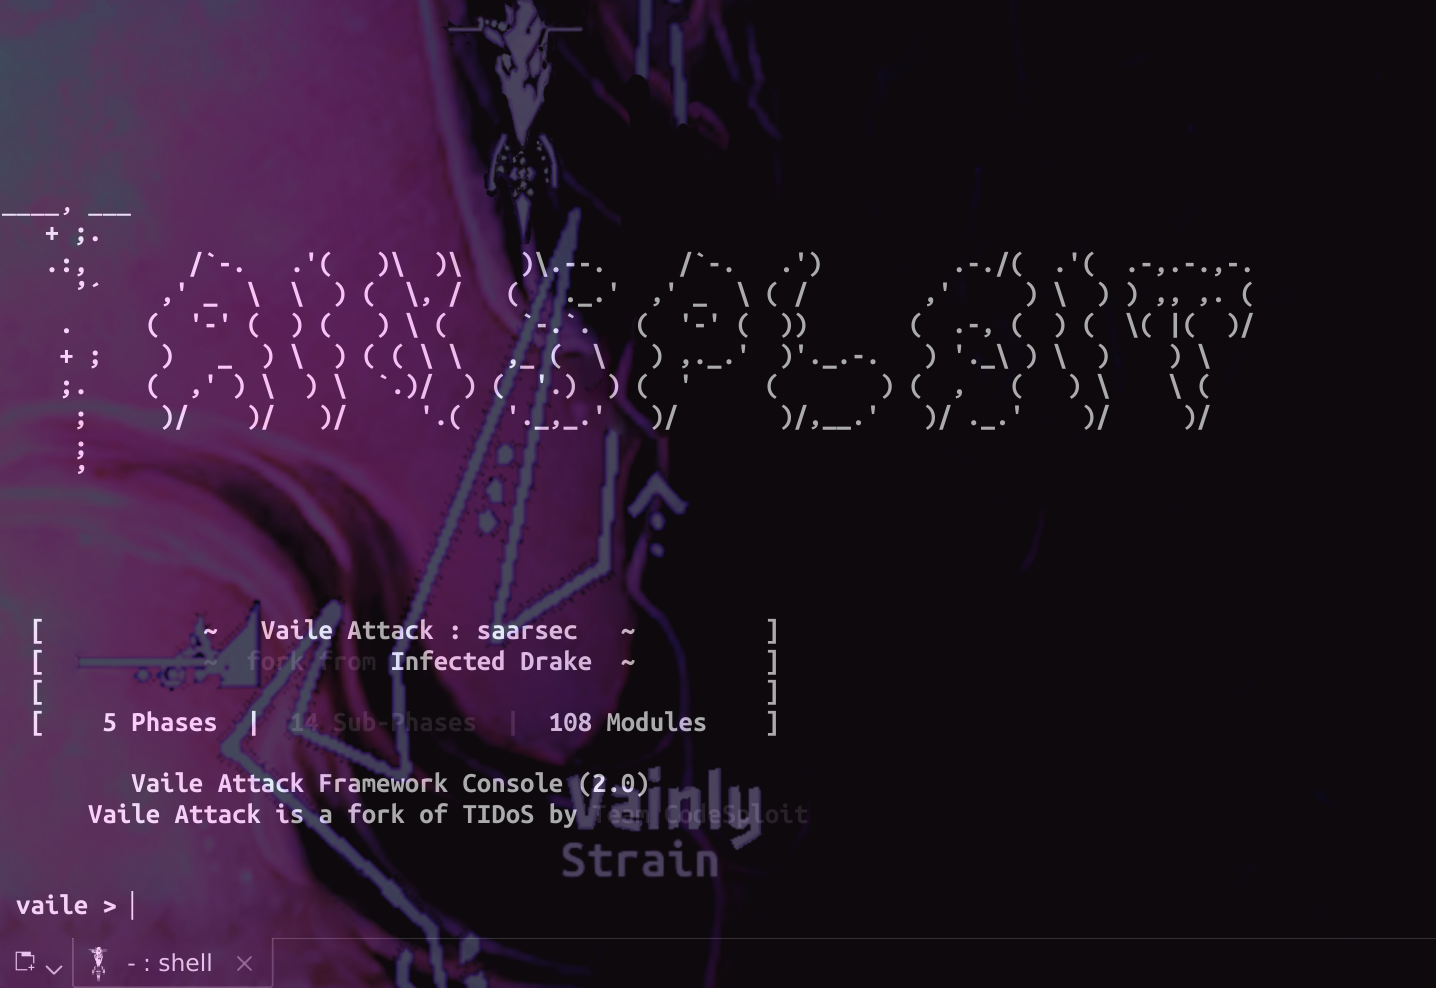 [ ~ Vaile Attack : saarsec ~ ]
[ ~ fork from Infected Drake ~ ]
[ ]
[ 5 Phases | 14 Sub-Phases | 108 Modules ]
Vaile Attack Framework Console (2.0)
Vaile Attack is a fork of TIDoS by Team CodeSploit
Vainly
Strain
vaile >
- : shell